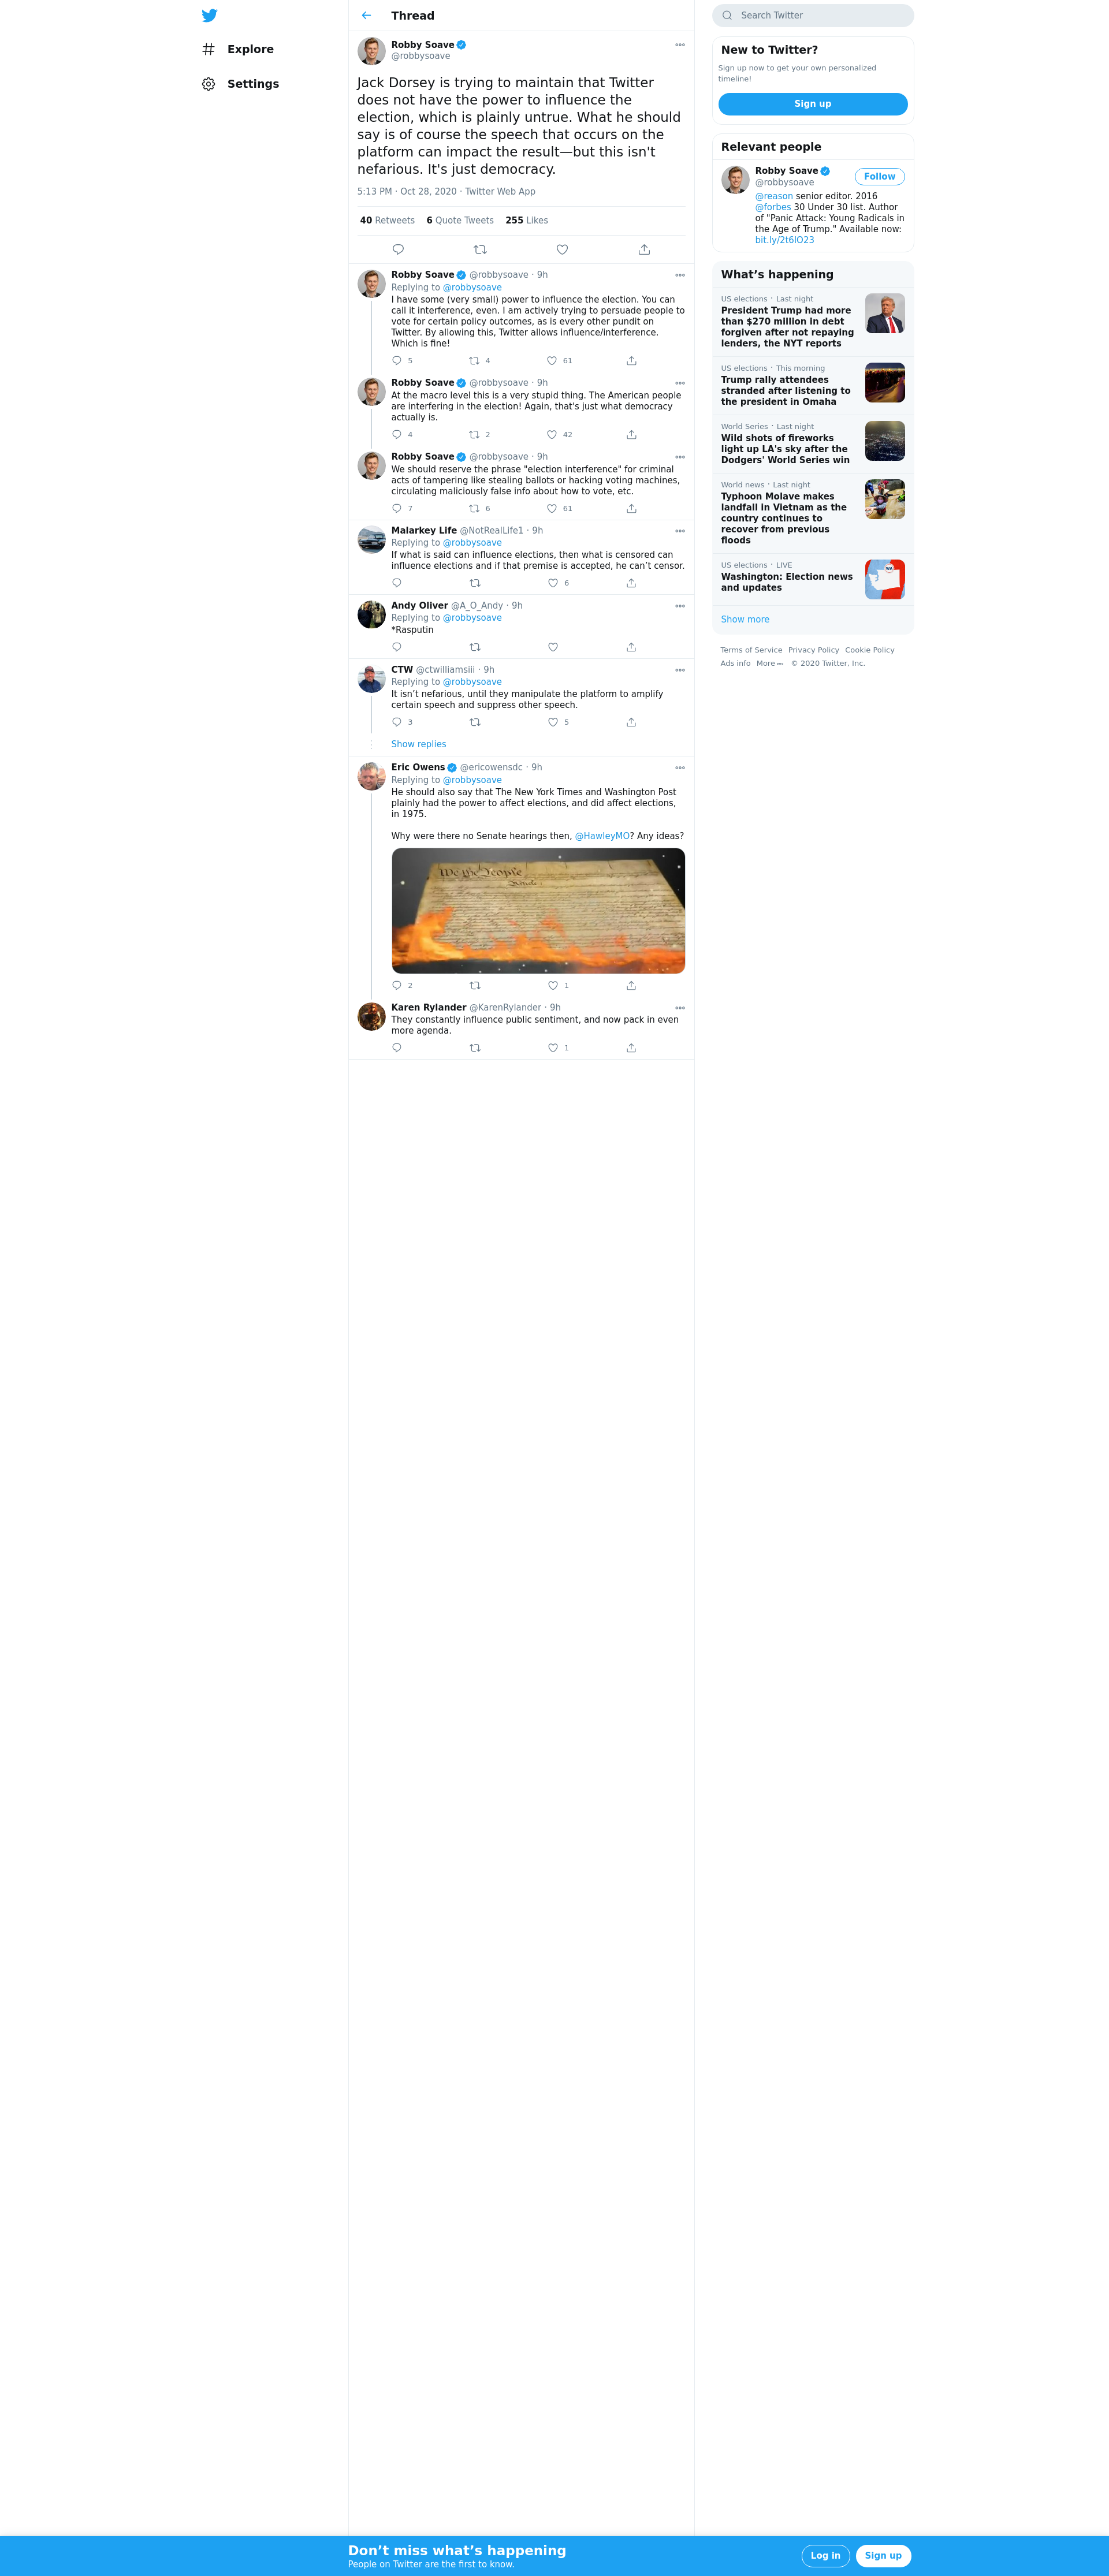 Explore
Settings
Thread
Robby Soave
@robbysoave
Jack Dorsey is trying to maintain that Twitter
does not have the power to influence the
election, which is plainly untrue. What he should
say is of course the speech that occurs on the
platform can impact the result—but this isn't
nefarious. It's just democracy.
5:13 PM · Oct 28, 2020 · Twitter Web App
40 Retweets 6 Quote Tweets 255 Likes
Robby Soave @robbysoave · 9h
Replying to @robbysoave
I have some (very small) power to influence the election. You can
call it interference, even. I am actively trying to persuade people to
vote for certain policy outcomes, as is every other pundit on
Twitter. By allowing this, Twitter allows influence/interference.
Which is fine!
5 4 61
Robby Soave @robbysoave · 9h
At the macro level this is a very stupid thing. The American people
are interfering in the election! Again, that's just what democracy
actually is.
4 2 42
Robby Soave @robbysoave · 9h
We should reserve the phrase "election interference" for criminal
acts of tampering like stealing ballots or hacking voting machines,
circulating maliciously false info about how to vote, etc.
7 6 61
Malarkey Life @NotRealLife1 · 9h
Replying to @robbysoave
If what is said can influence elections, then what is censored can
influence elections and if that premise is accepted, he can’t censor.
6
Andy Oliver @A_O_Andy · 9h
Replying to @robbysoave
*Rasputin
CTW @ctwilliamsiii · 9h
Replying to @robbysoave
It isn’t nefarious, until they manipulate the platform to amplify
certain speech and suppress other speech.
3 5
Show replies
Eric Owens @ericowensdc · 9h
Replying to @robbysoave
He should also say that The New York Times and Washington Post
plainly had the power to affect elections, and did affect elections,
in 1975.
Why were there no Senate hearings then, @HawleyMO? Any ideas?
We the People
2 1
Karen Rylander @KarenRylander · 9h
They constantly influence public sentiment, and now pack in even
more agenda.
1
Search Twitter
New to Twitter?
Sign up now to get your own personalized
timeline!
Sign up
Relevant people
Robby Soave
@robbysoave
Follow
@reason senior editor. 2016
@forbes 30 Under 30 list. Author
of "Panic Attack: Young Radicals in
the Age of Trump." Available now:
bit.ly/2t6IO23
What’s happening
US elections · Last night
President Trump had more
than $270 million in debt
forgiven after not repaying
lenders, the NYT reports
US elections · This morning
Trump rally attendees
stranded after listening to
the president in Omaha
World Series · Last night
Wild shots of fireworks
light up LA's sky after the
Dodgers' World Series win
World news · Last night
Typhoon Molave makes
landfall in Vietnam as the
country continues to
recover from previous
floods
US elections · LIVE
Washington: Election news
and updates
WA
Show more
Terms of Service Privacy Policy Cookie Policy
Ads info More © 2020 Twitter, Inc.
Don’t miss what’s happening
People on Twitter are the first to know.
Log in
Sign up